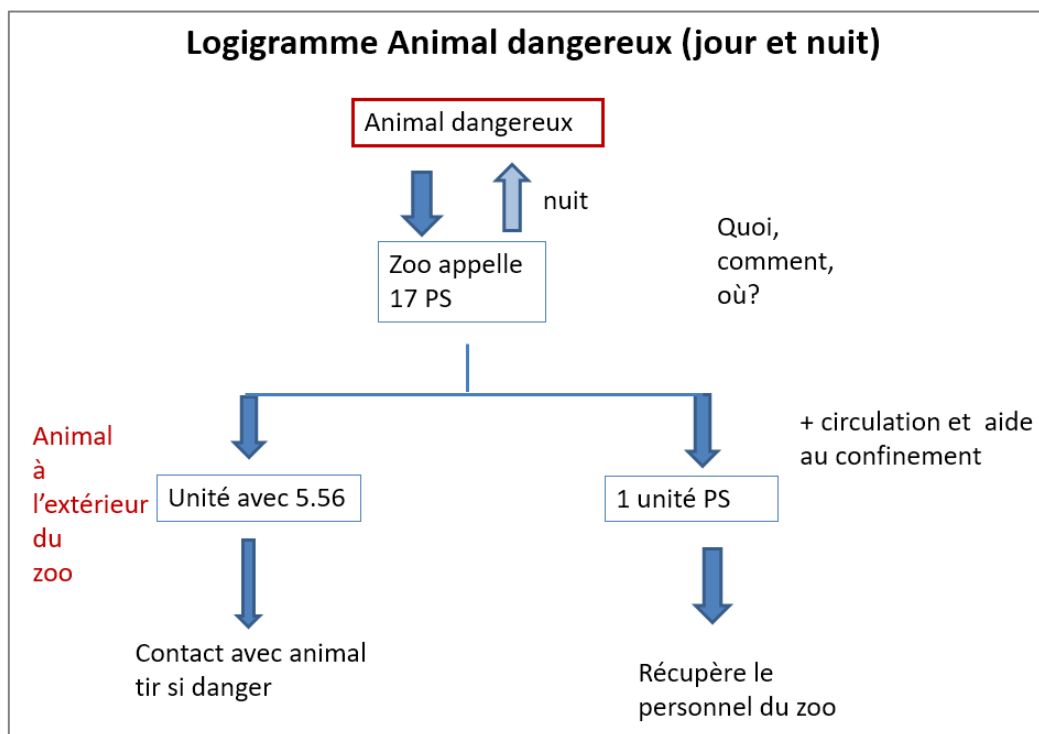 Logigramme Animal dangereux (jour et nuit)
Animal dangereux
nuit
Zoo appelle
17 PS
Quoi,
comment,
où?
Animal
à
l’extérieur
du
zoo
Unité avec 5.56
+ circulation et aide
au confinement
1 unité PS
Contact avec animal
tir si danger
Récupère le
personnel du zoo